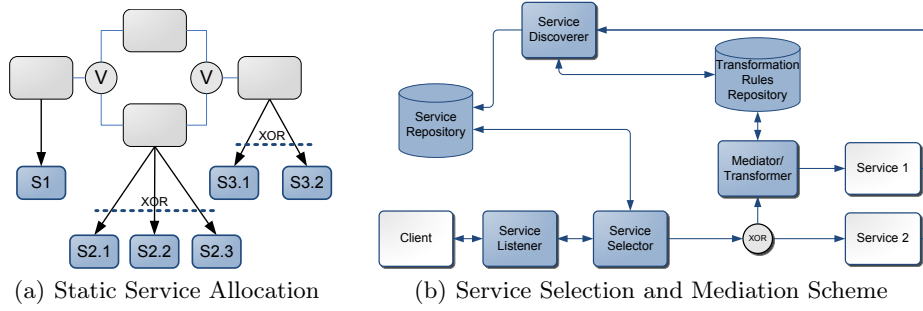 V
V
XOR
S1
S3.1
S3.2
XOR
S2.1
S2.2
S2.3
(a) Static Service Allocation
Service
Discoverer
Transformation
Rules
Repository
Service
Repository
Mediator/
Transformer
Service 1
Client
Service
Listener
Service
Selector
XOR
Service 2
(b) Service Selection and Mediation Scheme